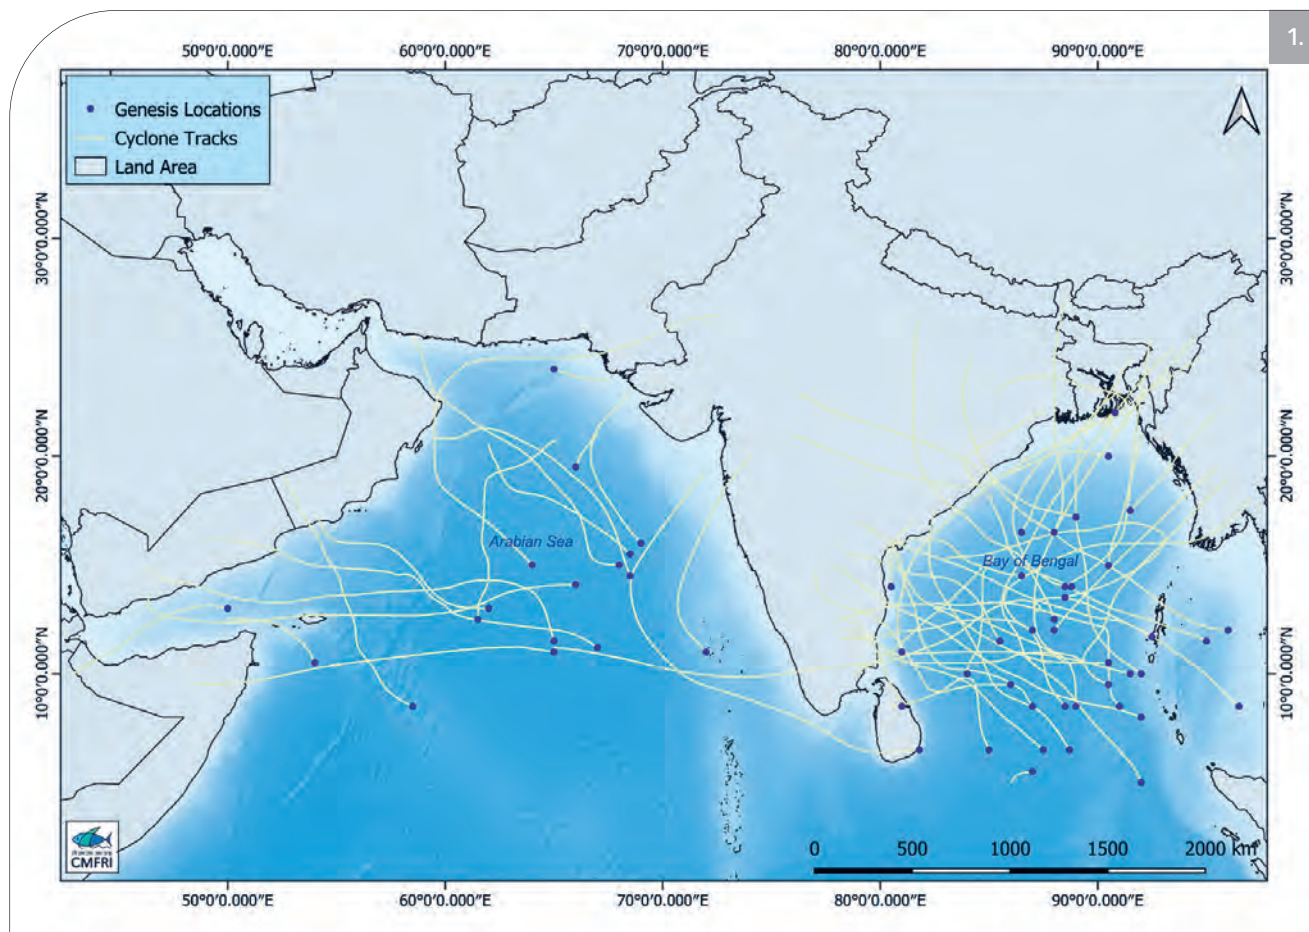 1.
50°0'0.000"E 60°0'0.000"E 70°0'0.000"E 80°0'0.000"E 90°0'0.000"E
Genesis Locations
Cyclone Tracks
Land Area
30°0'0.000"N 30°0'0.000"N
20°0'0.000"N 20°0'0.000"N
Arabian Sea
Bay of Bengal
10°0'0.000"N 10°0'0.000"N
CMFRI
0 500 1000 1500 2000 km
50°0'0.000"E 60°0'0.000"E 70°0'0.000"E 80°0'0.000"E 90°0'0.000"E